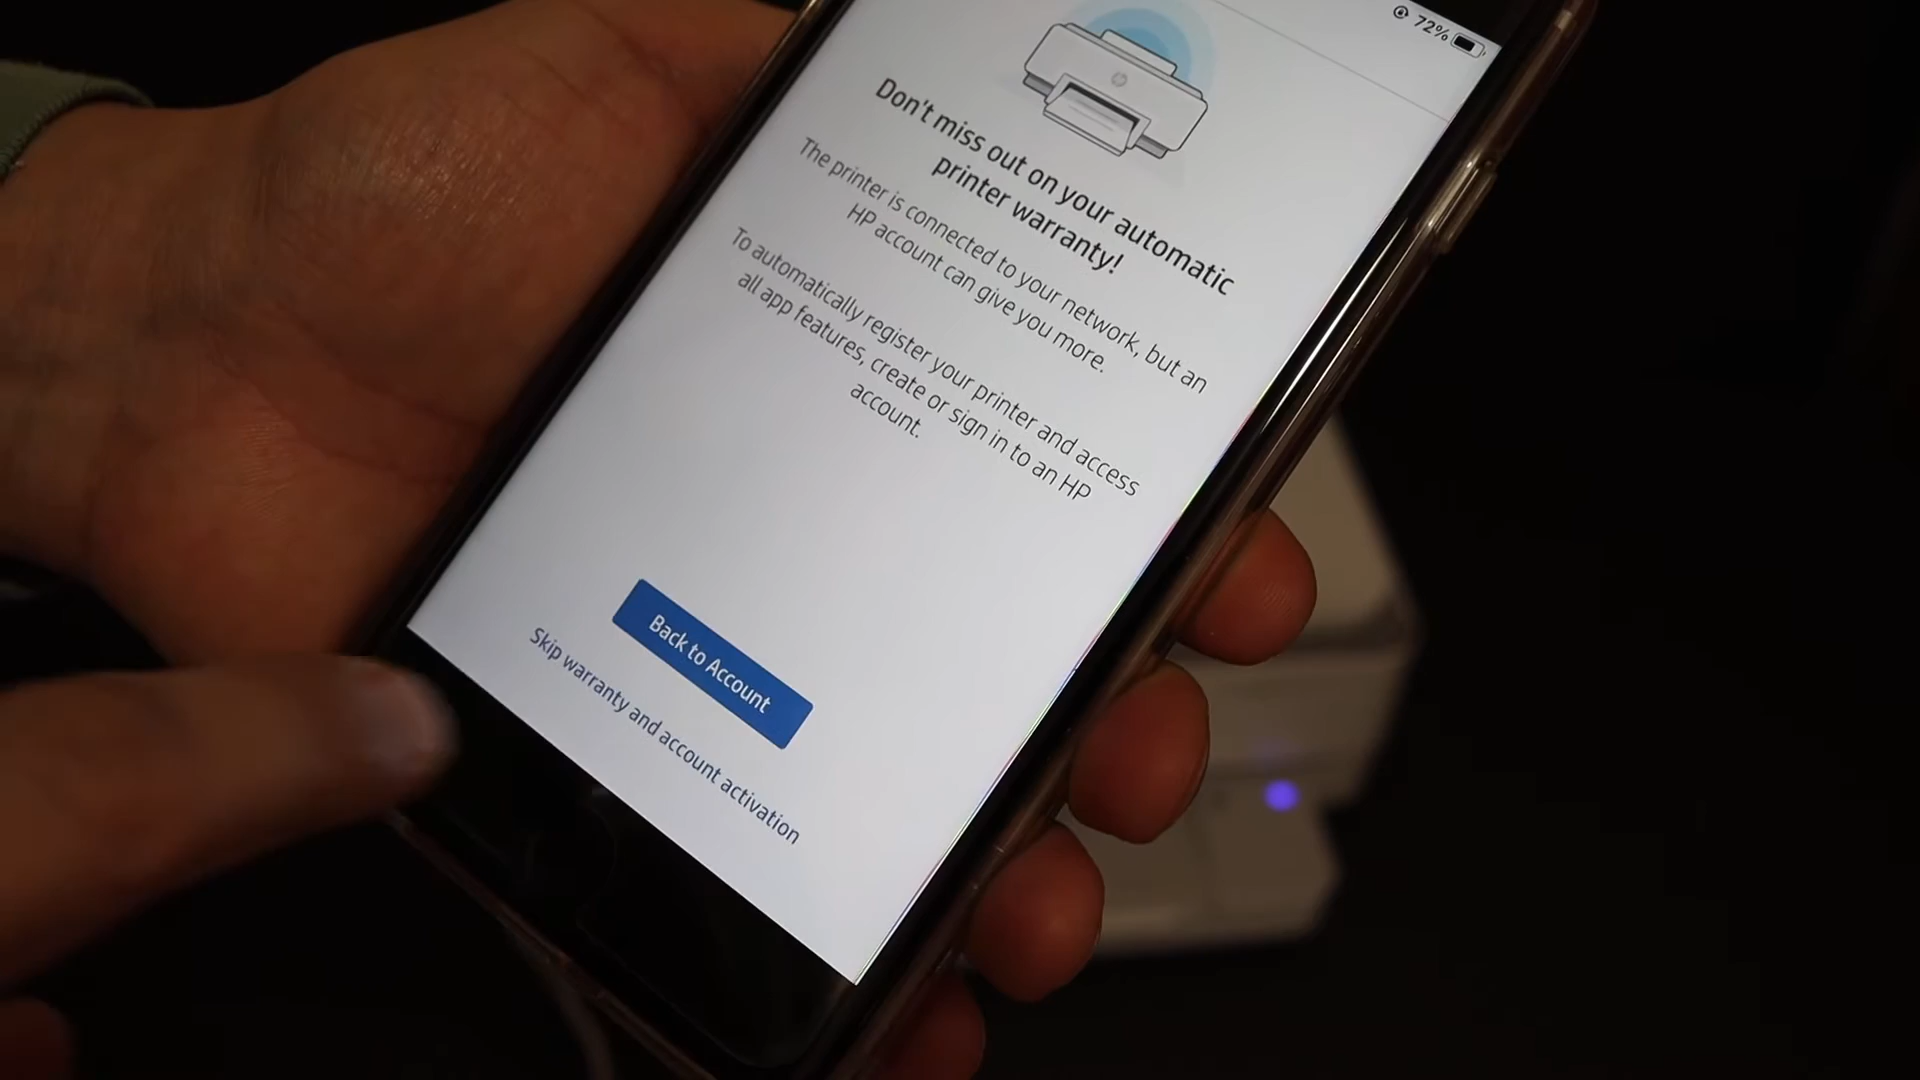 72%
Don't miss out on your automatic
printer warranty!
The printer is connected to your network, but an
HP account can give you more.
To automatically register your printer and access
all app features, create or sign in to an HP
account.
Back to Account
Skip warranty and account activation